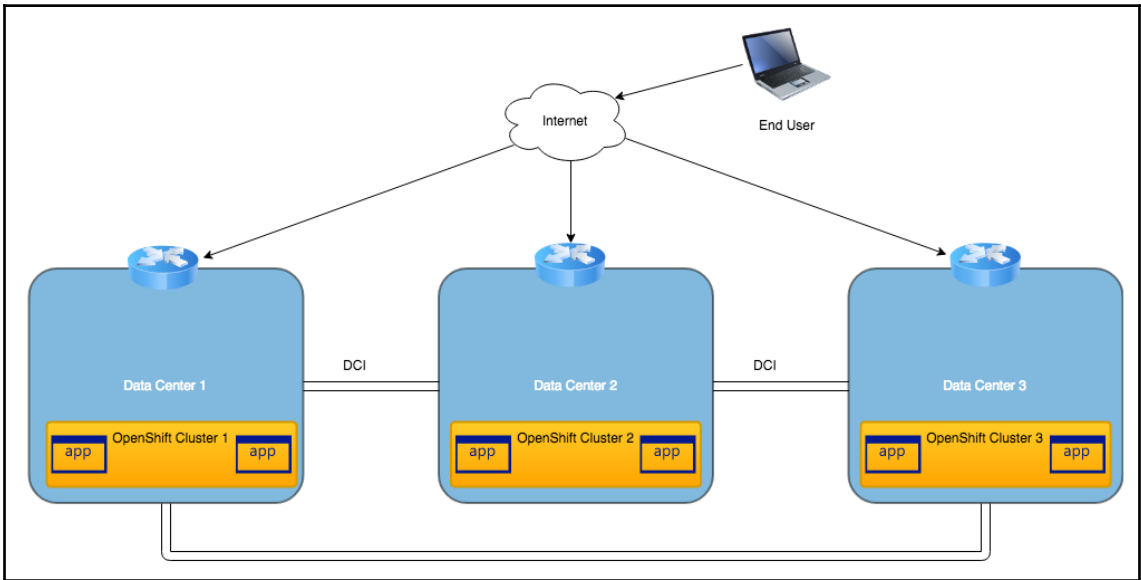 Internet
End User
DCI
DCI
Data Center 1
Data Center 2
Data Center 3
OpenShift Cluster 1
app
app
OpenShift Cluster 2
app
app
OpenShift Cluster 3
app
app